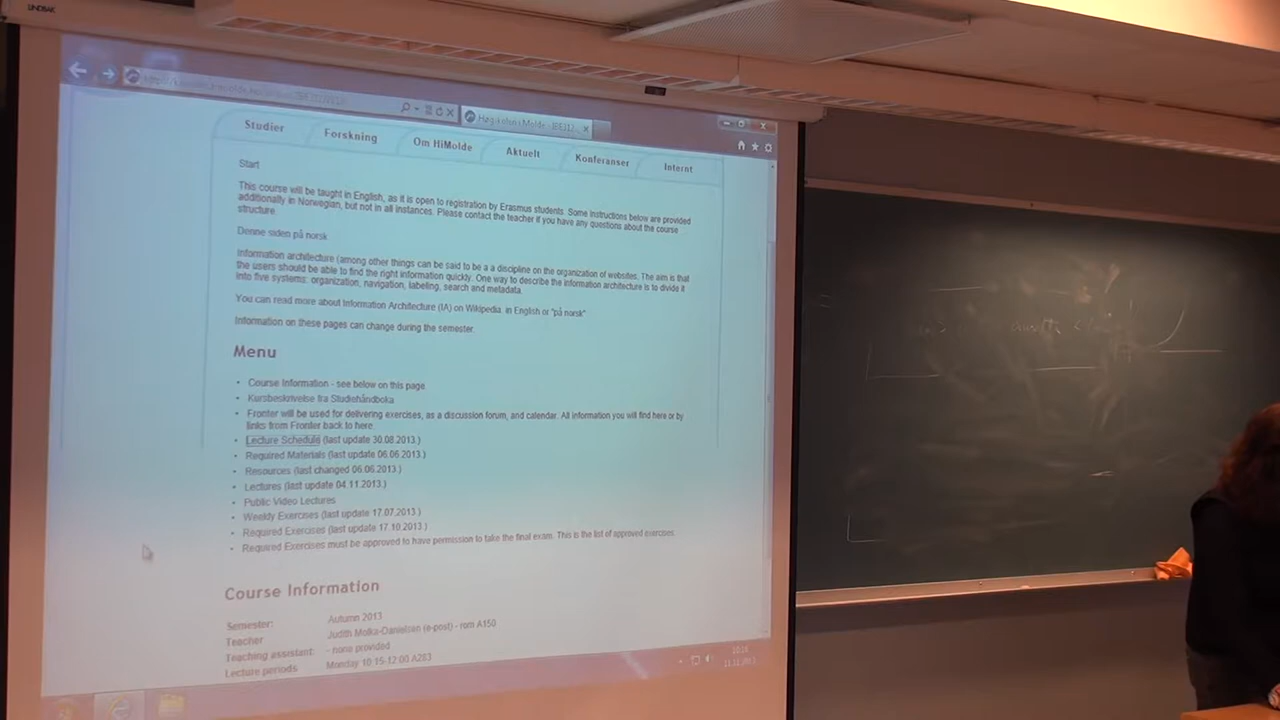 Studier
Forskning
Om HiMolde
Aktuelt
Konferanser
Internt
Start
This course will be taught in English, as it is open to registration by Erasmus students. Some instructions below are provided
additionally in Norwegian, but not in all instances. Please contact the teacher if you have any questions about the course
structure.
Denne siden på norsk
Information architecture (among other things can be said to be a a discipline on the organization of websites. The aim is that
the users should be able to find the right information quickly. One way to describe the information architecture is to divide it
into five systems: organization, navigation, labeling, search and metadata.
You can read more about Information Architecture (IA) on Wikipedia: in English or "på norsk"
Information on these pages can change during the semester.
Menu
• Course Information - see below on this page
• Kursbeskrivelse fra Studiehåndboka
• Fronter will be used for delivering exercises, as a discussion forum, and calendar. All information you will find here or by
links from Fronter back to here.
• Lecture Schedule (last update 30.08.2013.)
• Required Materials (last update 06.06.2013.)
• Resources (last changed 06.06.2013.)
• Lectures (last update 04.11.2013.)
• Public Video Lectures
• Weekly Exercises (last update 17.07.2013.)
• Required Exercises (last update 17.10.2013.)
• Required Exercises must be approved to have permission to take the final exam. This is the list of approved exercises.
Course Information
Semester: Autumn 2013
Teacher Judith Molka-Danielsen (e-post) - rom A150
Teaching assistant: - none provided
Lecture periods Monday 10.15-12.00 A283